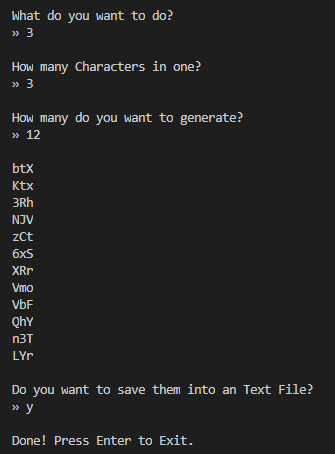 What do you want to do?
» 3
How many Characters in one?
» 3
How many do you want to generate?
» 12
btX
Ktx
3Rh
NJV
zCt
6xS
XRr
Vmo
VbF
QhY
n3T
LYr
Do you want to save them into an Text File?
» y
Done! Press Enter to Exit.